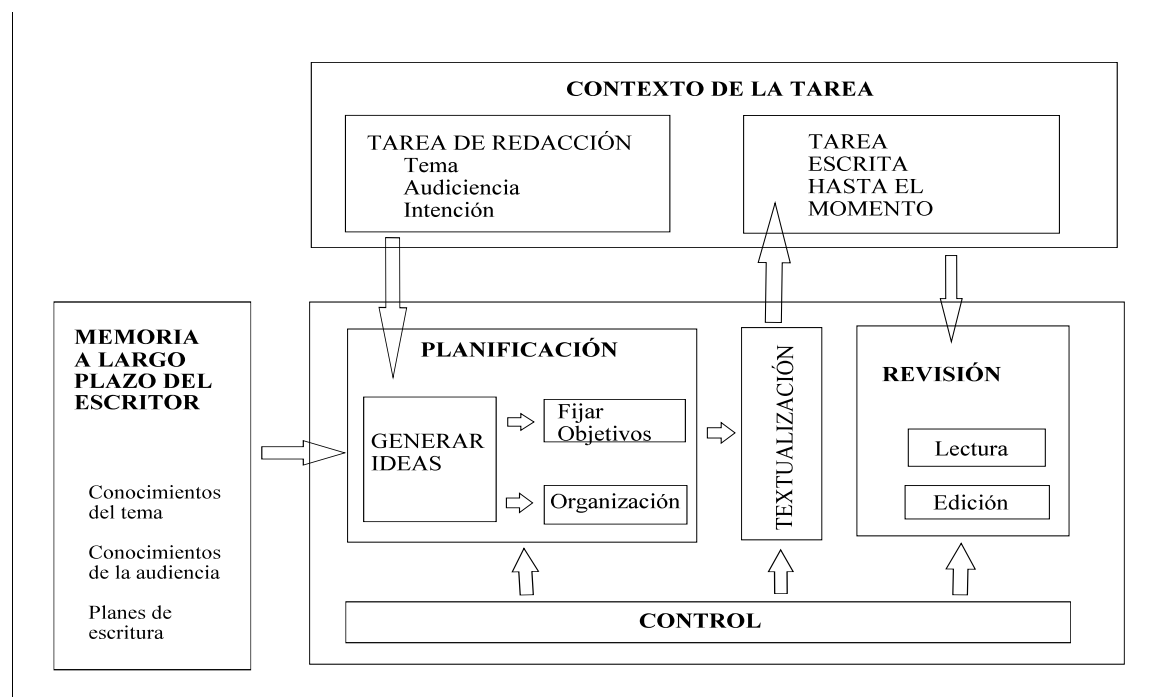 CONTEXTO DE LA TAREA
TAREA DE REDACCIÓN
Tema
Audiciencia
Intención
TAREA
ESCRITA
HASTA EL
MOMENTO
MEMORIA
A LARGO
PLAZO DEL
ESCRITOR
Conocimientos
del tema
Conocimientos
de la audiencia
Planes de
escritura
PLANIFICACIÓN
GENERAR
IDEAS
Fijar
Objetivos
Organización
TEXTUALIZACIÓN
REVISIÓN
Lectura
Edición
CONTROL